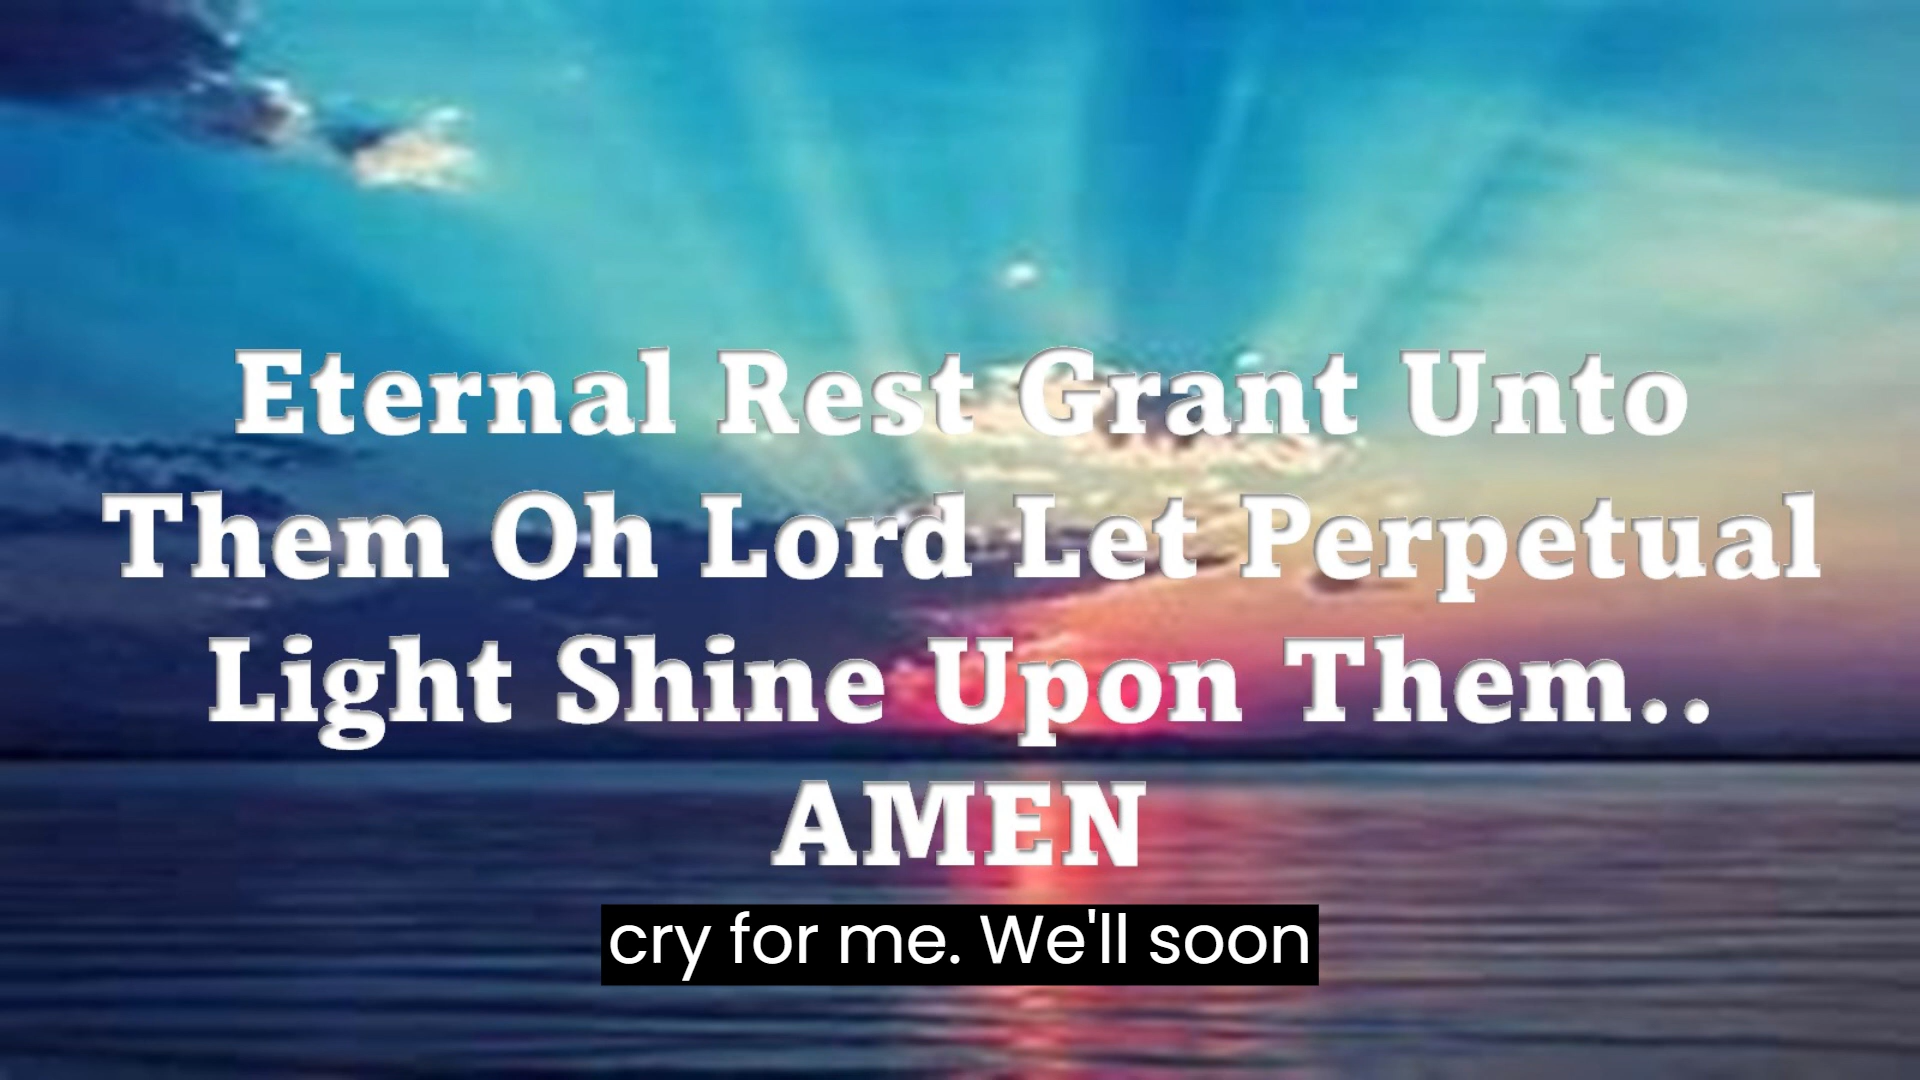 Eternal Rest Grant Unto
Them Oh Lord Let Perpetual
Light Shine Upon Them..
AMEN
cry for me. We'll soon